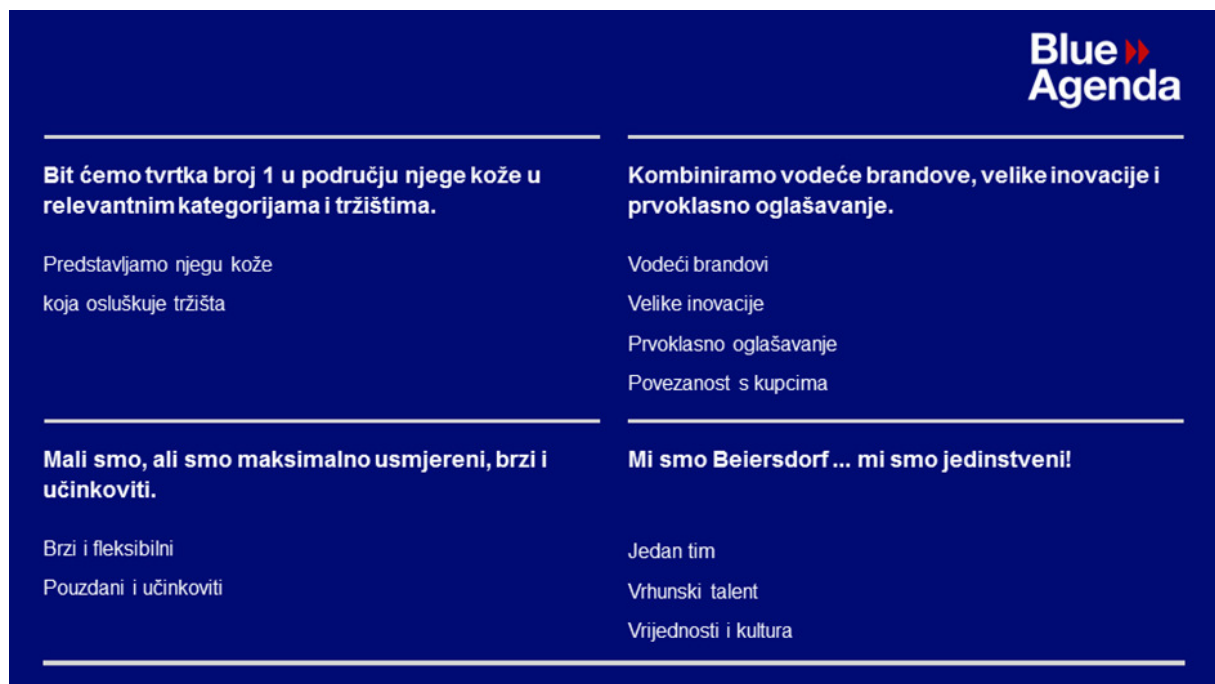 Blue
Agenda
Bit ćemo tvrtka broj 1 u području njege kože u
relevantnim kategorijama i tržištima.
Predstavljamo njegu kože
koja osluškuje tržišta
Kombiniramo vodeće brandove, velike inovacije i
prvoklasno oglašavanje.
Vodeći brandovi
Velike inovacije
Prvoklasno oglašavanje
Povezanost s kupcima
Mali smo, ali smo maksimalno usmjereni, brzi i
učinkoviti.
Brzi i fleksibilni
Pouzdani i učinkoviti
Mi smo Beiersdorf ... mi smo jedinstveni!
Jedan tim
Vrhunski talent
Vrijednosti i kultura